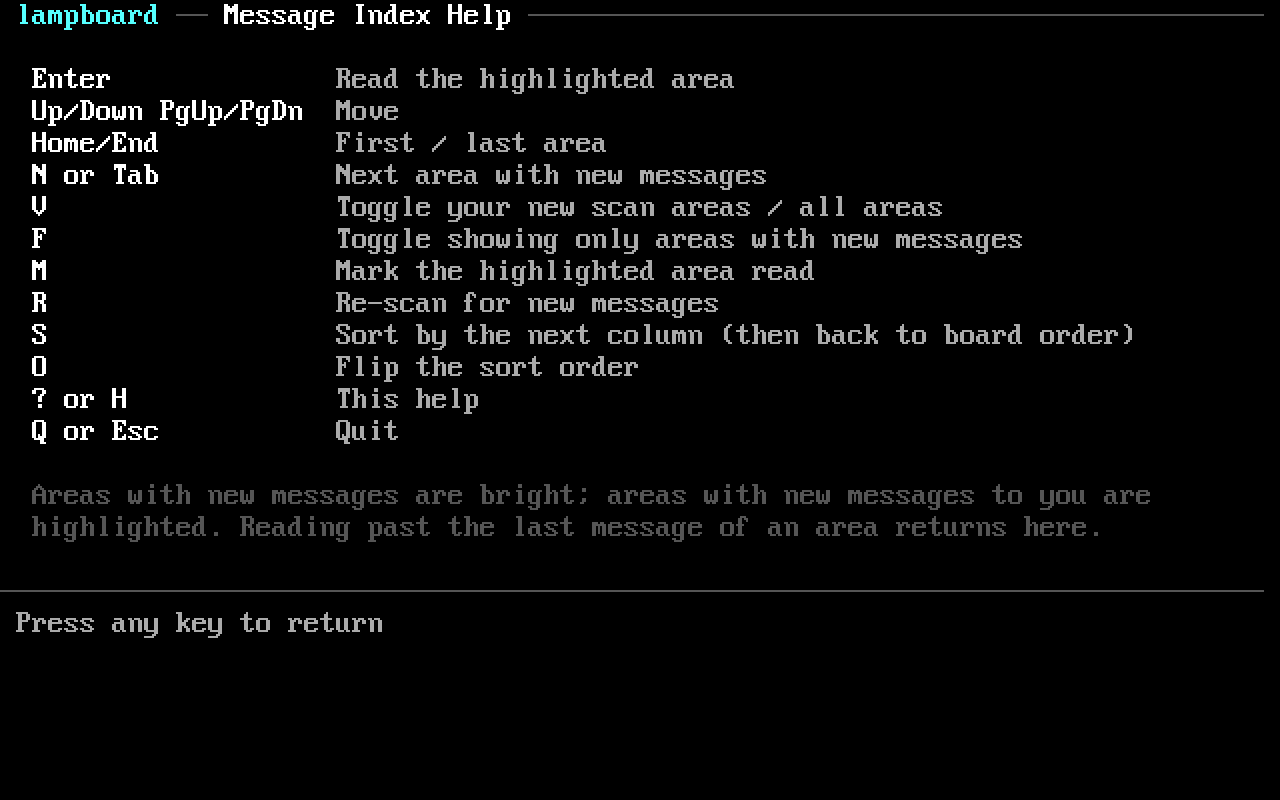 lampboard — Message Index Help
Enter Read the highlighted area
Up/Down PgUp/PgDn Move
Home/End First / last area
N or Tab Next area with new messages
V Toggle your new scan areas / all areas
F Toggle showing only areas with new messages
M Mark the highlighted area read
R Re-scan for new messages
S Sort by the next column (then back to board order)
O Flip the sort order
? or H This help
Q or Esc Quit
Areas with new messages are bright; areas with new messages to you are
highlighted. Reading past the last message of an area returns here.
Press any key to return